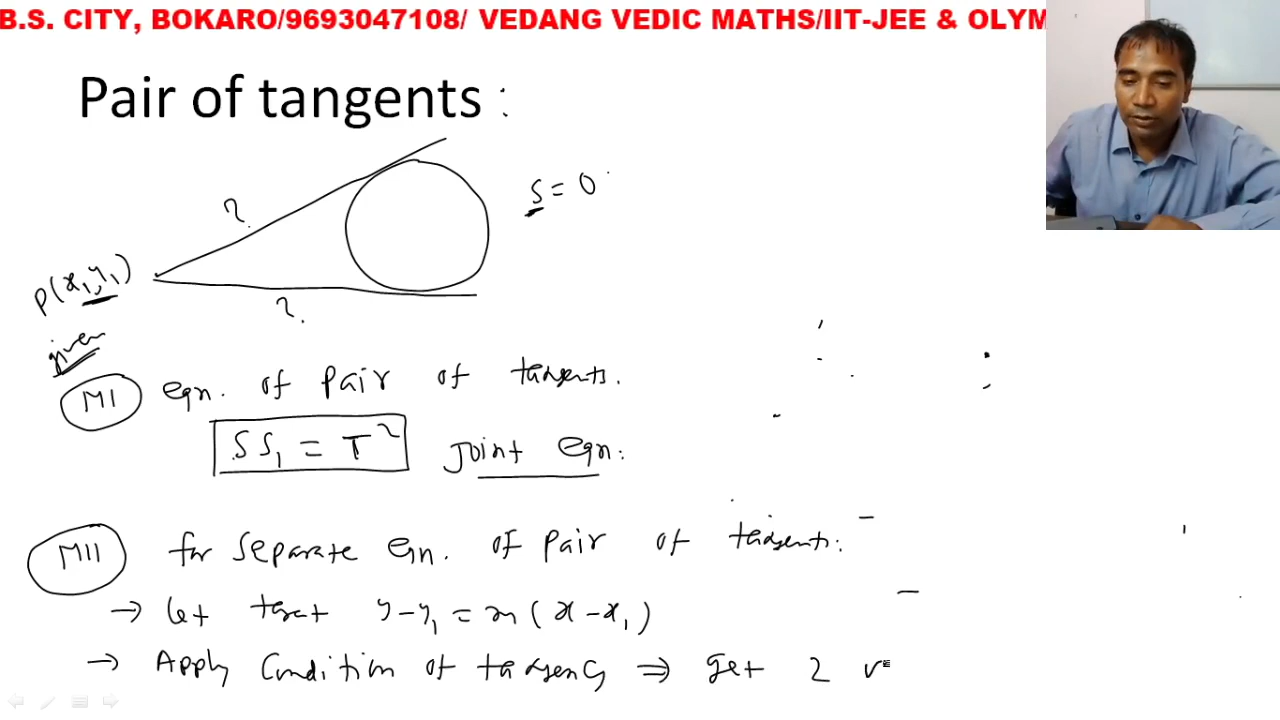 B.S. CITY, BOKARO/9693047108/ VEDANG VEDIC MATHS/IIT-JEE & OLYM
Pair of tangents :
S = 0
?
P(x₁,y₁)
?
given
MI eqn. of pair of tangents.
SS₁ = T² Joint eqn.
MII for separate eqn. of pair of tangents.
→ let tangt y-y₁ = m(x-x₁)
→ Apply condition of tangency ⇒ get 2 v